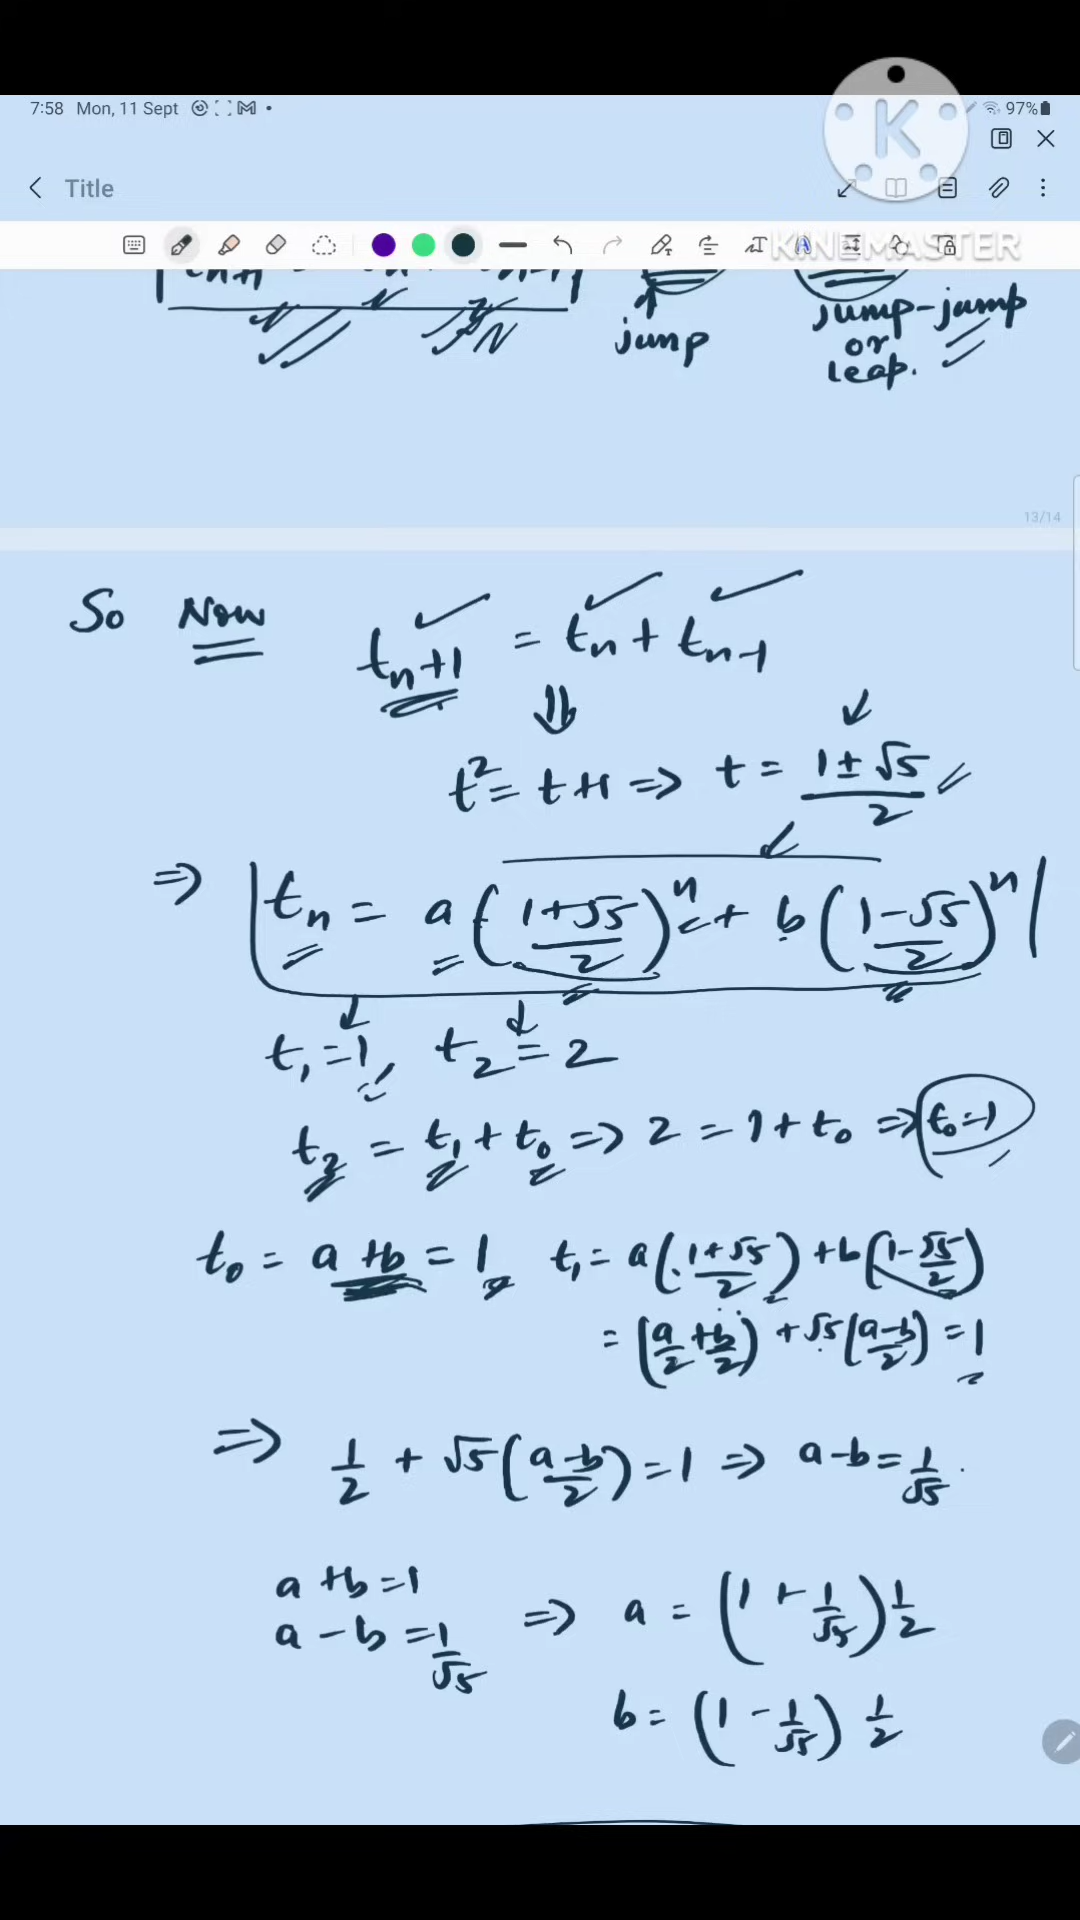 7:58 Mon, 11 Sept
97%
K
Title
KINEMASTER
jump
jump-jump
or
leap.
13/14
So Now t_{n+1} = t_n + t_{n-1}
⇓
t² = t+1 ⇒ t = (1 ± √5)/2
⇒ t_n = a ((1+√5)/2)^n + b ((1-√5)/2)^n
t_1 = 1, t_2 = 2
t_2 = t_1 + t_0 ⇒ 2 = 1 + t_0 ⇒ t_0 = 1
t_0 = a + b = 1 t_1 = a ((1+√5)/2) + b ((1-√5)/2)
= (a/2 + b/2) + √5 ((a-b)/2) = 1
⇒ 1/2 + √5 ((a-b)/2) = 1 ⇒ a-b = 1/√5.
a + b = 1
a - b = 1/√5 ⇒ a = (1 + 1/√5) 1/2
b = (1 - 1/√5) 1/2